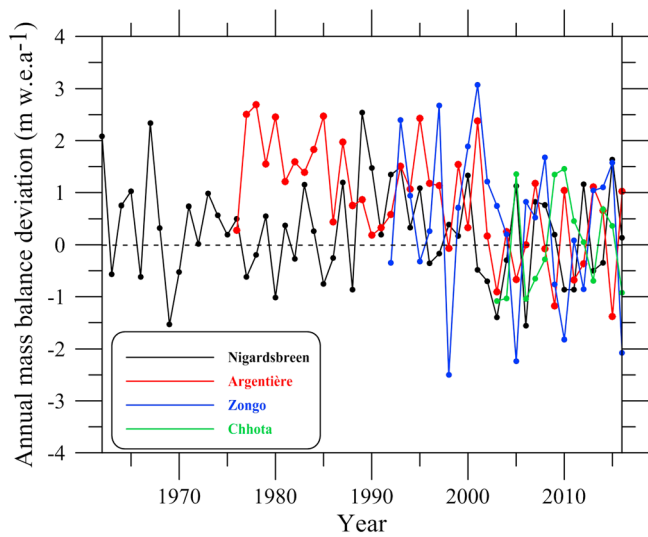 Annual mass balance deviation (m w.e.a-1)
4
3
2
1
0
-1
-2
-3
-4
Nigardsbreen
Argentière
Zongo
Chhota
1970 1980 1990 2000 2010
Year